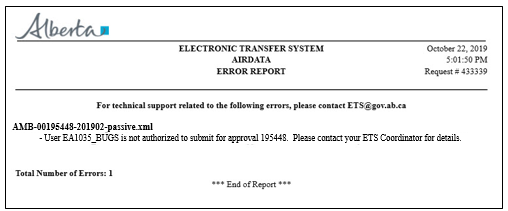 Alberta
ELECTRONIC TRANSFER SYSTEM
October 22, 2019
AIRDATA
5:01:50 PM
ERROR REPORT
Request # 433339
For technical support related to the following errors, please contact ETS@gov.ab.ca
AMB-00195448-201902-passive.xml
- User EA1035_BUGS is not authorized to submit for approval 195448. Please contact your ETS Coordinator for details.
Total Number of Errors: 1
*** End of Report ***